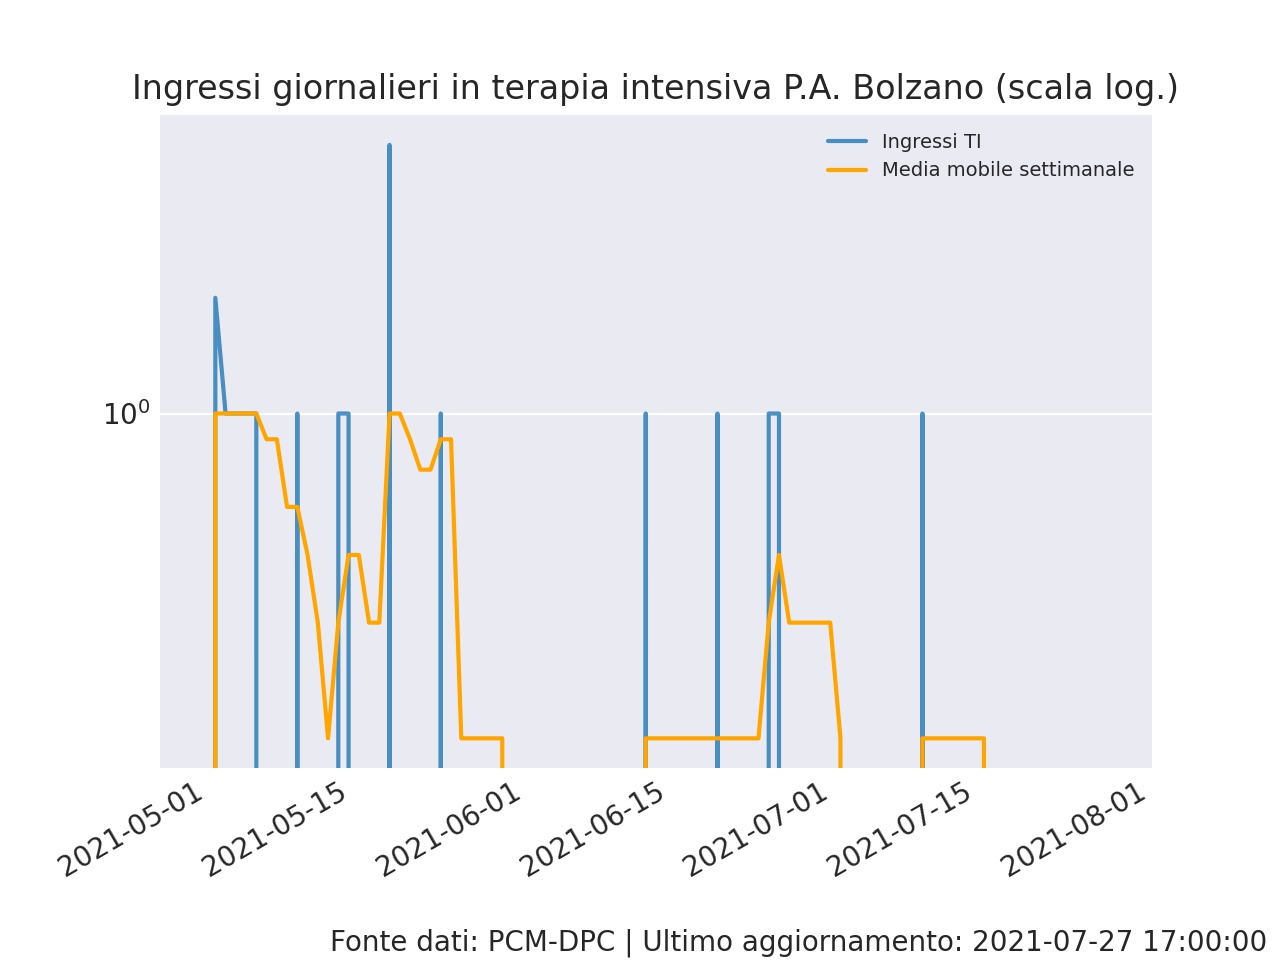 Ingressi giornalieri in terapia intensiva P.A. Bolzano (scala log.)
Ingressi TI
Media mobile settimanale
10⁰
2021-05-01
2021-05-15
2021-06-01
2021-06-15
2021-07-01
2021-07-15
2021-08-01
Fonte dati: PCM-DPC | Ultimo aggiornamento: 2021-07-27 17:00:00